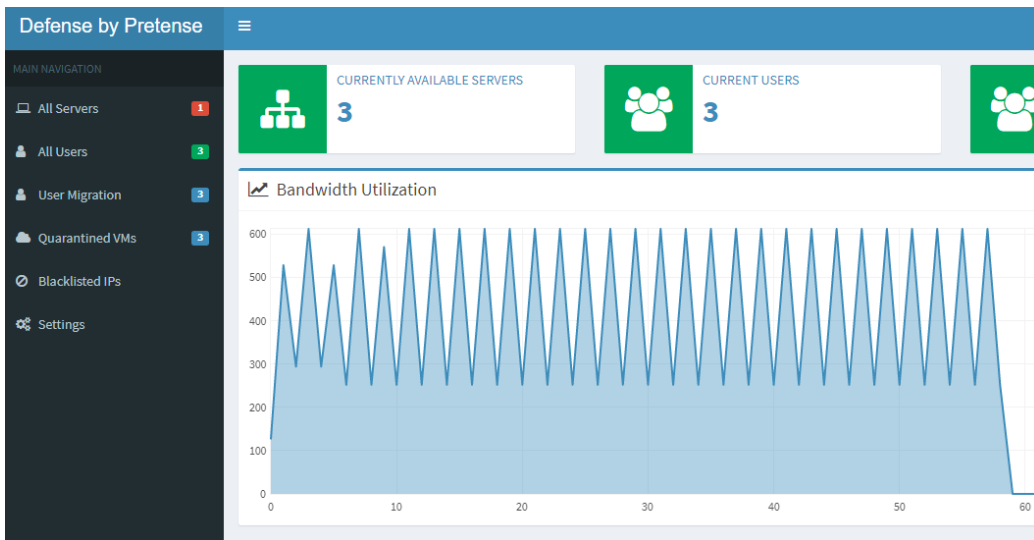 Defense by Pretense
MAIN NAVIGATION
All Servers 1
All Users 3
User Migration 3
Quarantined VMs 3
Blacklisted IPs
Settings
CURRENTLY AVAILABLE SERVERS
3
CURRENT USERS
3
Bandwidth Utilization
600
500
400
300
200
100
0
0 10 20 30 40 50 60